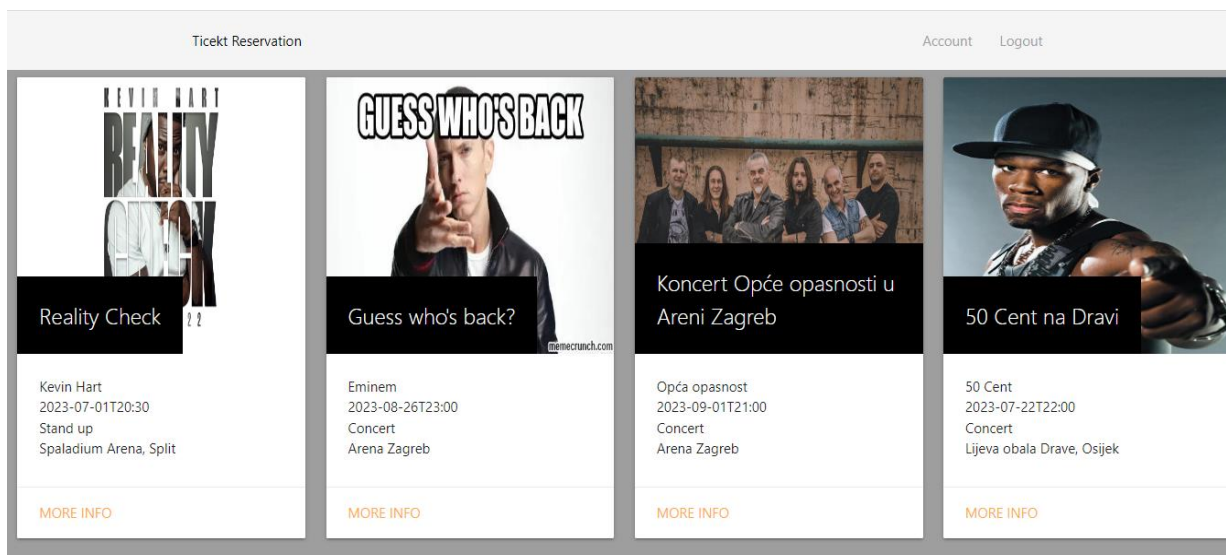 Ticekt Reservation
Account
Logout
KEVIN HART
REALITY
CHECK
22
Reality Check
Kevin Hart
2023-07-01T20:30
Stand up
Spaladium Arena, Split
MORE INFO
GUESS WHO'S BACK
memecrunch.com
Guess who's back?
Eminem
2023-08-26T23:00
Concert
Arena Zagreb
MORE INFO
Koncert Opće opasnosti u
Areni Zagreb
Opća opasnost
2023-09-01T21:00
Concert
Arena Zagreb
MORE INFO
50 Cent na Dravi
50 Cent
2023-07-22T22:00
Concert
Lijeva obala Drave, Osijek
MORE INFO